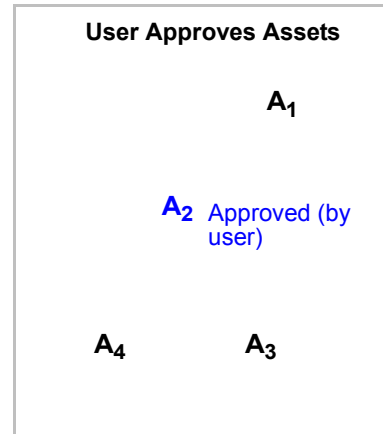 User Approves Assets
A1
A2 Approved (by
user)
A4 A3